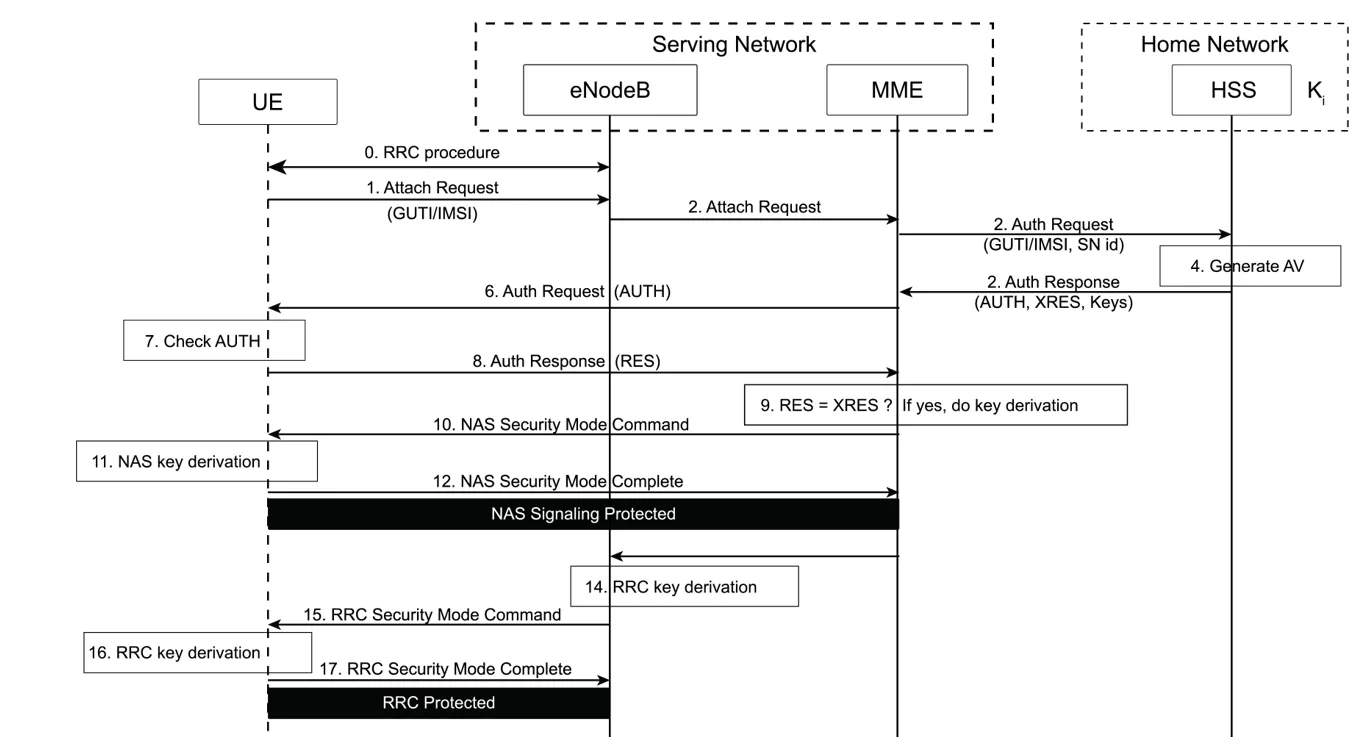 Serving Network
Home Network
UE
eNodeB
MME
HSS
Ki
0. RRC procedure
1. Attach Request
(GUTI/IMSI)
2. Attach Request
2. Auth Request
(GUTI/IMSI, SN id)
4. Generate AV
2. Auth Response
(AUTH, XRES, Keys)
6. Auth Request (AUTH)
7. Check AUTH
8. Auth Response (RES)
9. RES = XRES ? If yes, do key derivation
10. NAS Security Mode Command
11. NAS key derivation
12. NAS Security Mode Complete
NAS Signaling Protected
14. RRC key derivation
15. RRC Security Mode Command
16. RRC key derivation
17. RRC Security Mode Complete
RRC Protected